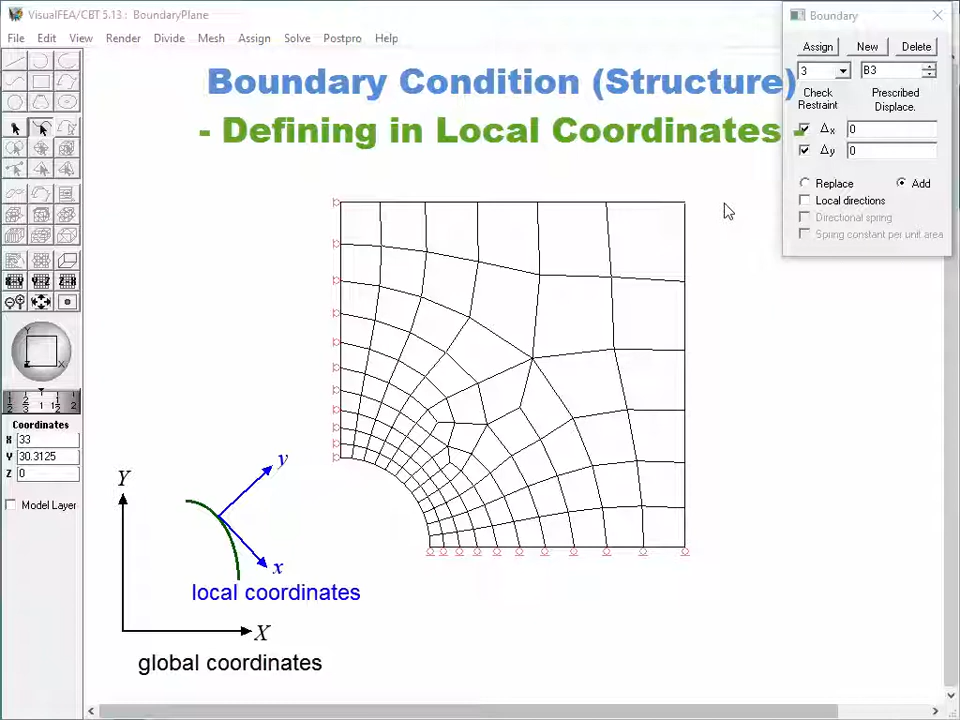 VisualFEA/CBT 5.13 : BoundaryPlane
File Edit View Render Divide Mesh Assign Solve Postpro Help
Boundary Condition (Structure)
- Defining in Local Coordinates -
Boundary
Assign New Delete
3 B3
Check Restraint
Prescribed Displace.
Δx 0
Δy 0
Replace Add
Local directions
Directional spring
Spring constant per unit area
Y
X
Z
Coordinates
X 33
Y 30.3125
Z 0
Model Layer
Y
y
x
local coordinates
X
global coordinates